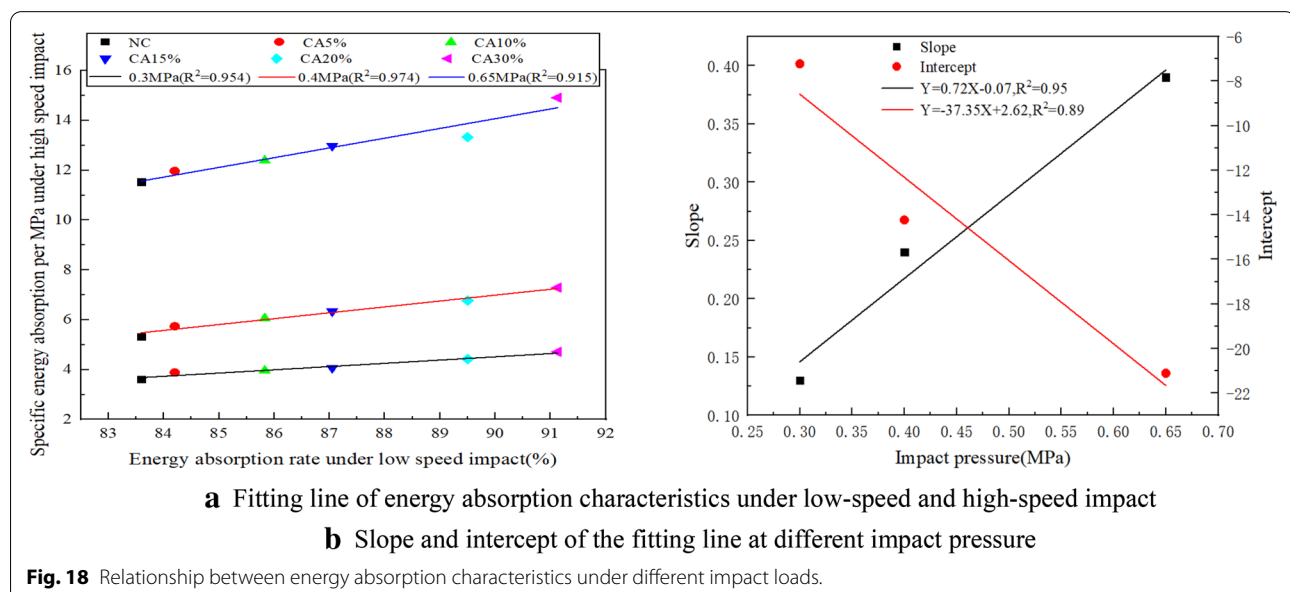 NC CA5% CA10%
CA15% CA20% CA30%
0.3MPa(R²=0.954) 0.4MPa(R²=0.974) 0.65MPa(R²=0.915)
Specific energy absorption per MPa under high speed impact
16
14
12
10
8
6
4
2
83 84 85 86 87 88 89 90 91 92
Energy absorption rate under low speed impact(%)
Slope
Intercept
Y=0.72X-0.07,R²=0.95
Y=-37.35X+2.62,R²=0.89
Slope
0.40
0.35
0.30
0.25
0.20
0.15
0.10
0.25 0.30 0.35 0.40 0.45 0.50 0.55 0.60 0.65 0.70
Impact pressure(MPa)
−6
−8
−10
−12
−14
−16
−18
−20
−22
Intercept
a Fitting line of energy absorption characteristics under low-speed and high-speed impact
b Slope and intercept of the fitting line at different impact pressure
Fig. 18 Relationship between energy absorption characteristics under different impact loads.